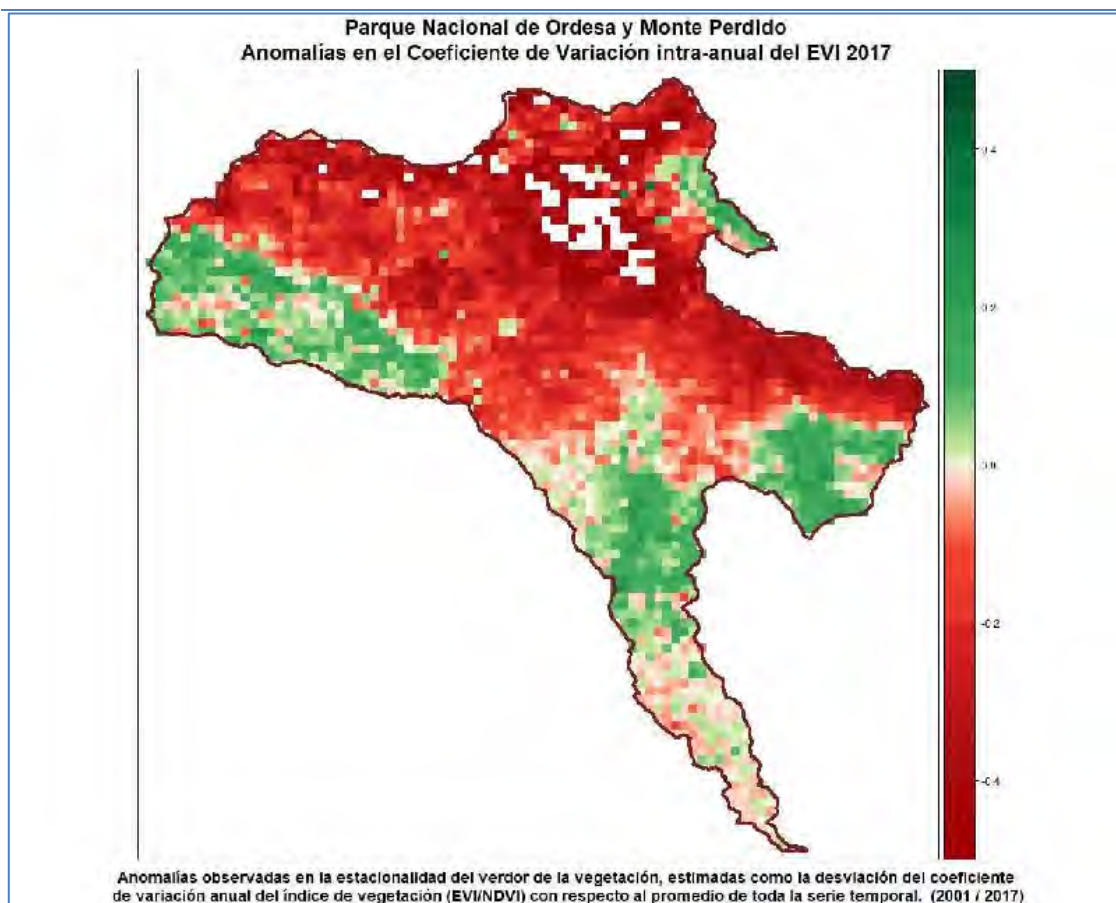 Parque Nacional de Ordesa y Monte Perdido
Anomalías en el Coeficiente de Variación intra-anual del EVI 2017
0.4
0.2
0.0
-0.2
-0.4
Anomalías observadas en la estacionalidad del verdor de la vegetación, estimadas como la desviación del coeficiente
de variación anual del índice de vegetación (EVI/NDVI) con respecto al promedio de toda la serie temporal. (2001 / 2017)